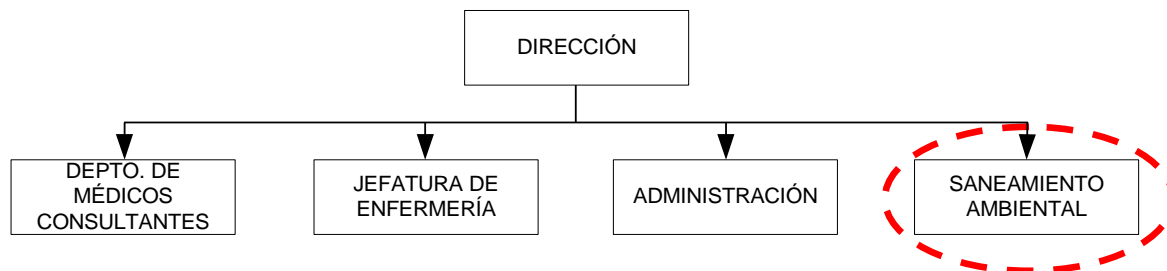 DIRECCIÓN
DEPTO. DE
MÉDICOS
CONSULTANTES
JEFATURA DE
ENFERMERÍA
ADMINISTRACIÓN
SANEAMIENTO
AMBIENTAL